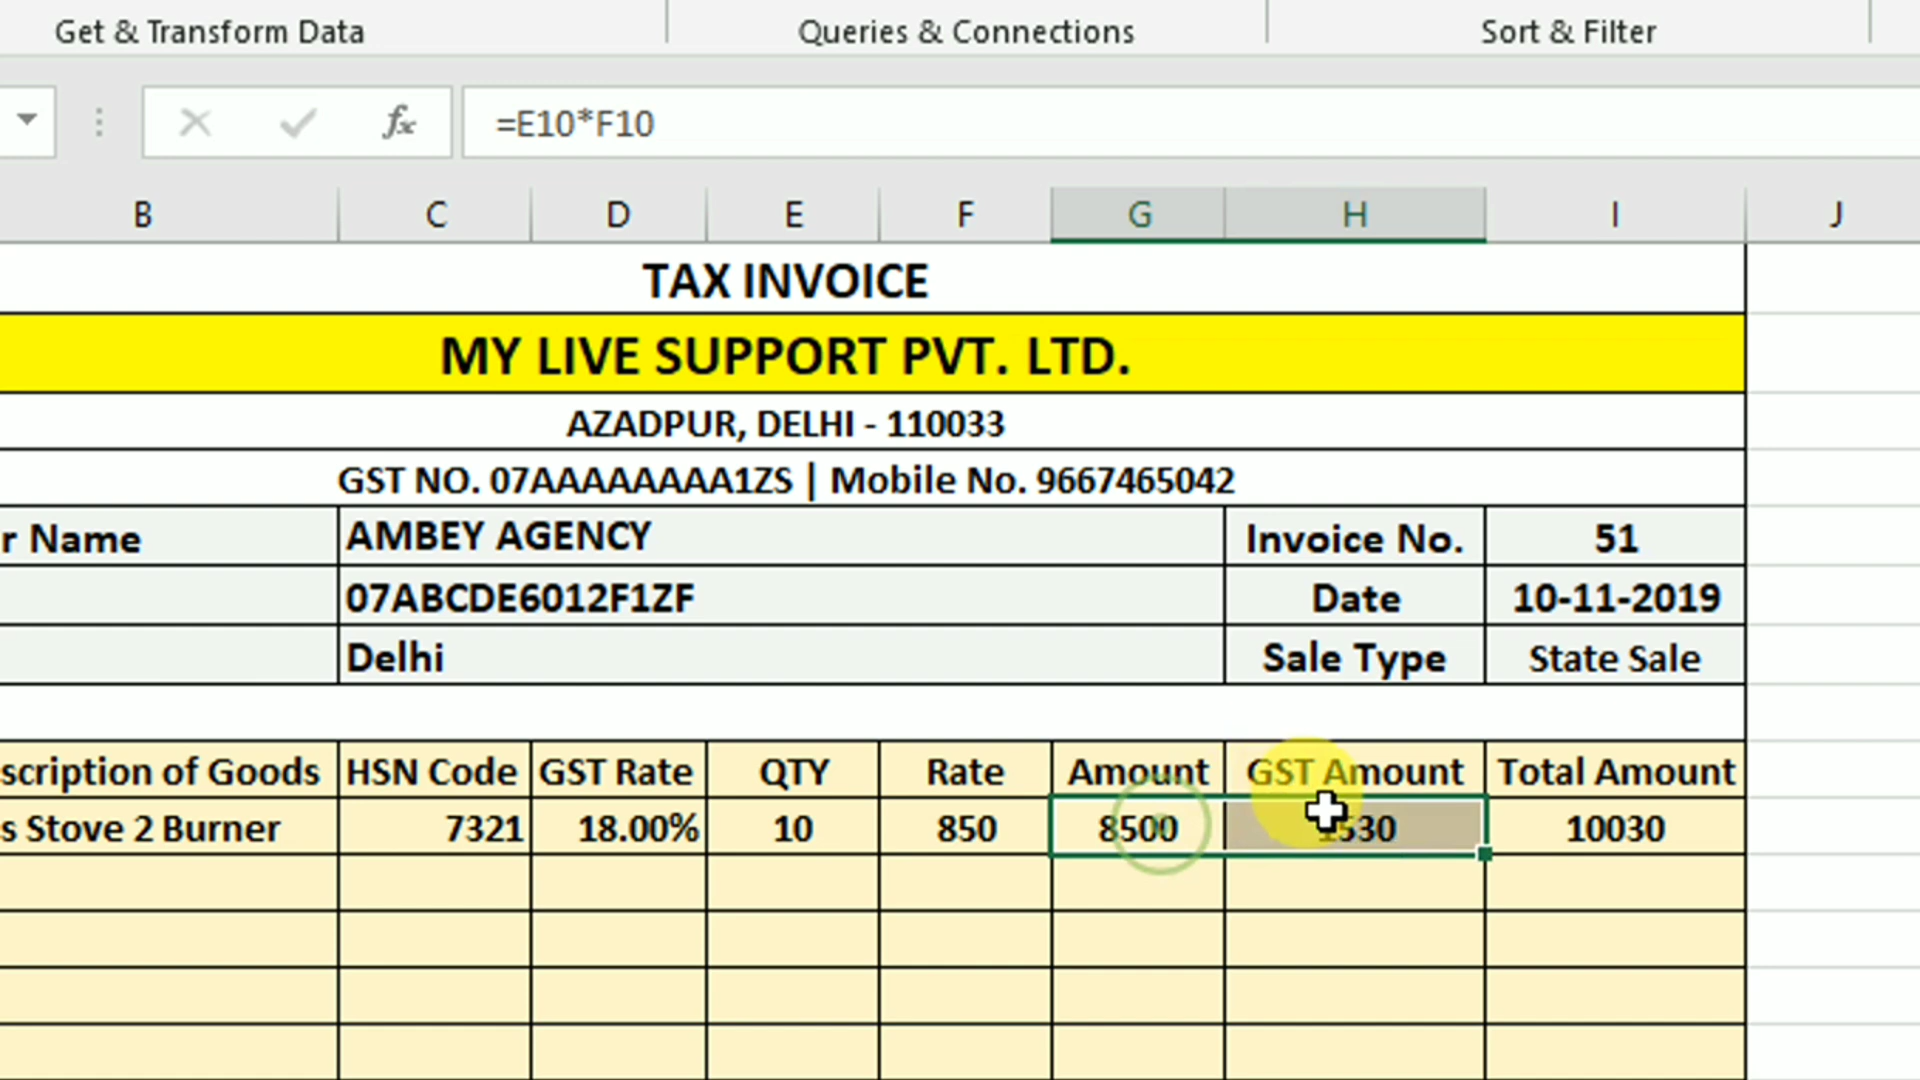 Get & Transform Data Queries & Connections Sort & Filter
fx =E10*F10
B C D E F G H I J
TAX INVOICE
MY LIVE SUPPORT PVT. LTD.
AZADPUR, DELHI - 110033
GST NO. 07AAAAAAAA1ZS | Mobile No. 9667465042
r Name AMBEY AGENCY Invoice No. 51
07ABCDE6012F1ZF Date 10-11-2019
Delhi Sale Type State Sale
scription of Goods HSN Code GST Rate QTY Rate Amount GST Amount Total Amount
s Stove 2 Burner 7321 18.00% 10 850 8500 1530 10030